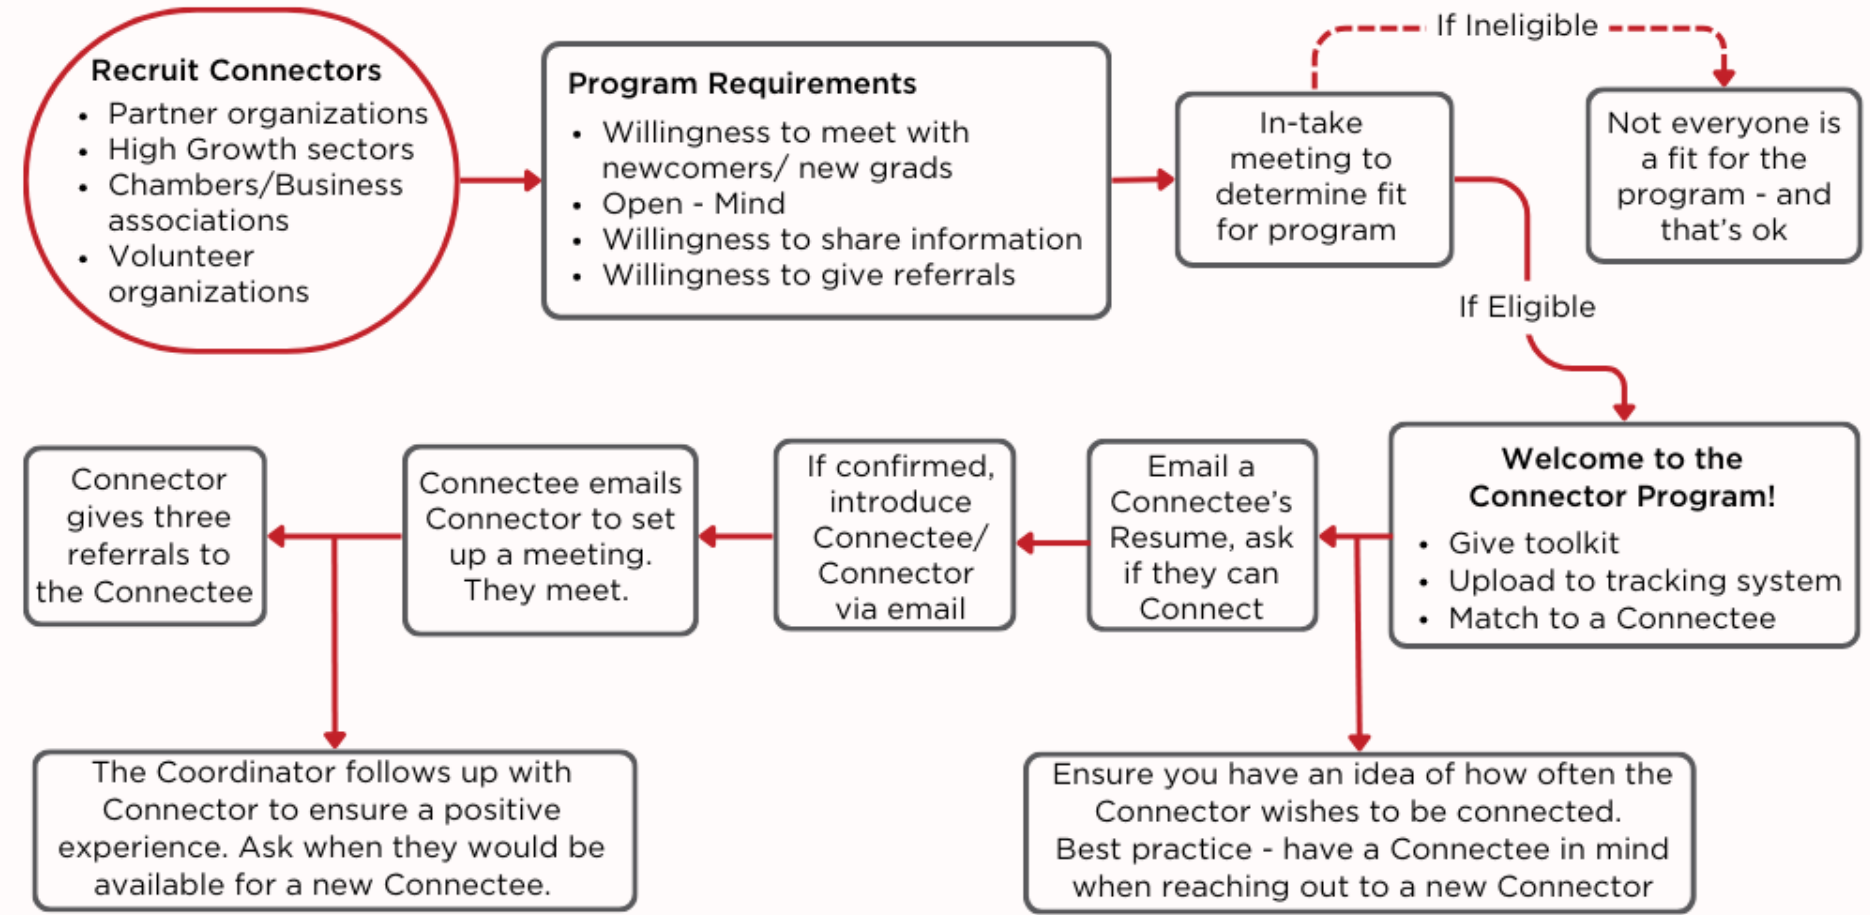 Recruit Connectors
• Partner organizations
• High Growth sectors
• Chambers/Business
associations
• Volunteer
organizations
Program Requirements
• Willingness to meet with
newcomers/ new grads
• Open - Mind
• Willingness to share information
• Willingness to give referrals
In-take
meeting to
determine fit
for program
If Ineligible
Not everyone is
a fit for the
program - and
that's ok
If Eligible
Welcome to the
Connector Program!
• Give toolkit
• Upload to tracking system
• Match to a Connectee
Email a
Connectee's
Resume, ask
if they can
Connect
If confirmed,
introduce
Connectee/
Connector
via email
Connectee emails
Connector to set
up a meeting.
They meet.
Connector
gives three
referrals to
the Connectee
The Coordinator follows up with
Connector to ensure a positive
experience. Ask when they would be
available for a new Connectee.
Ensure you have an idea of how often the
Connector wishes to be connected.
Best practice - have a Connectee in mind
when reaching out to a new Connector